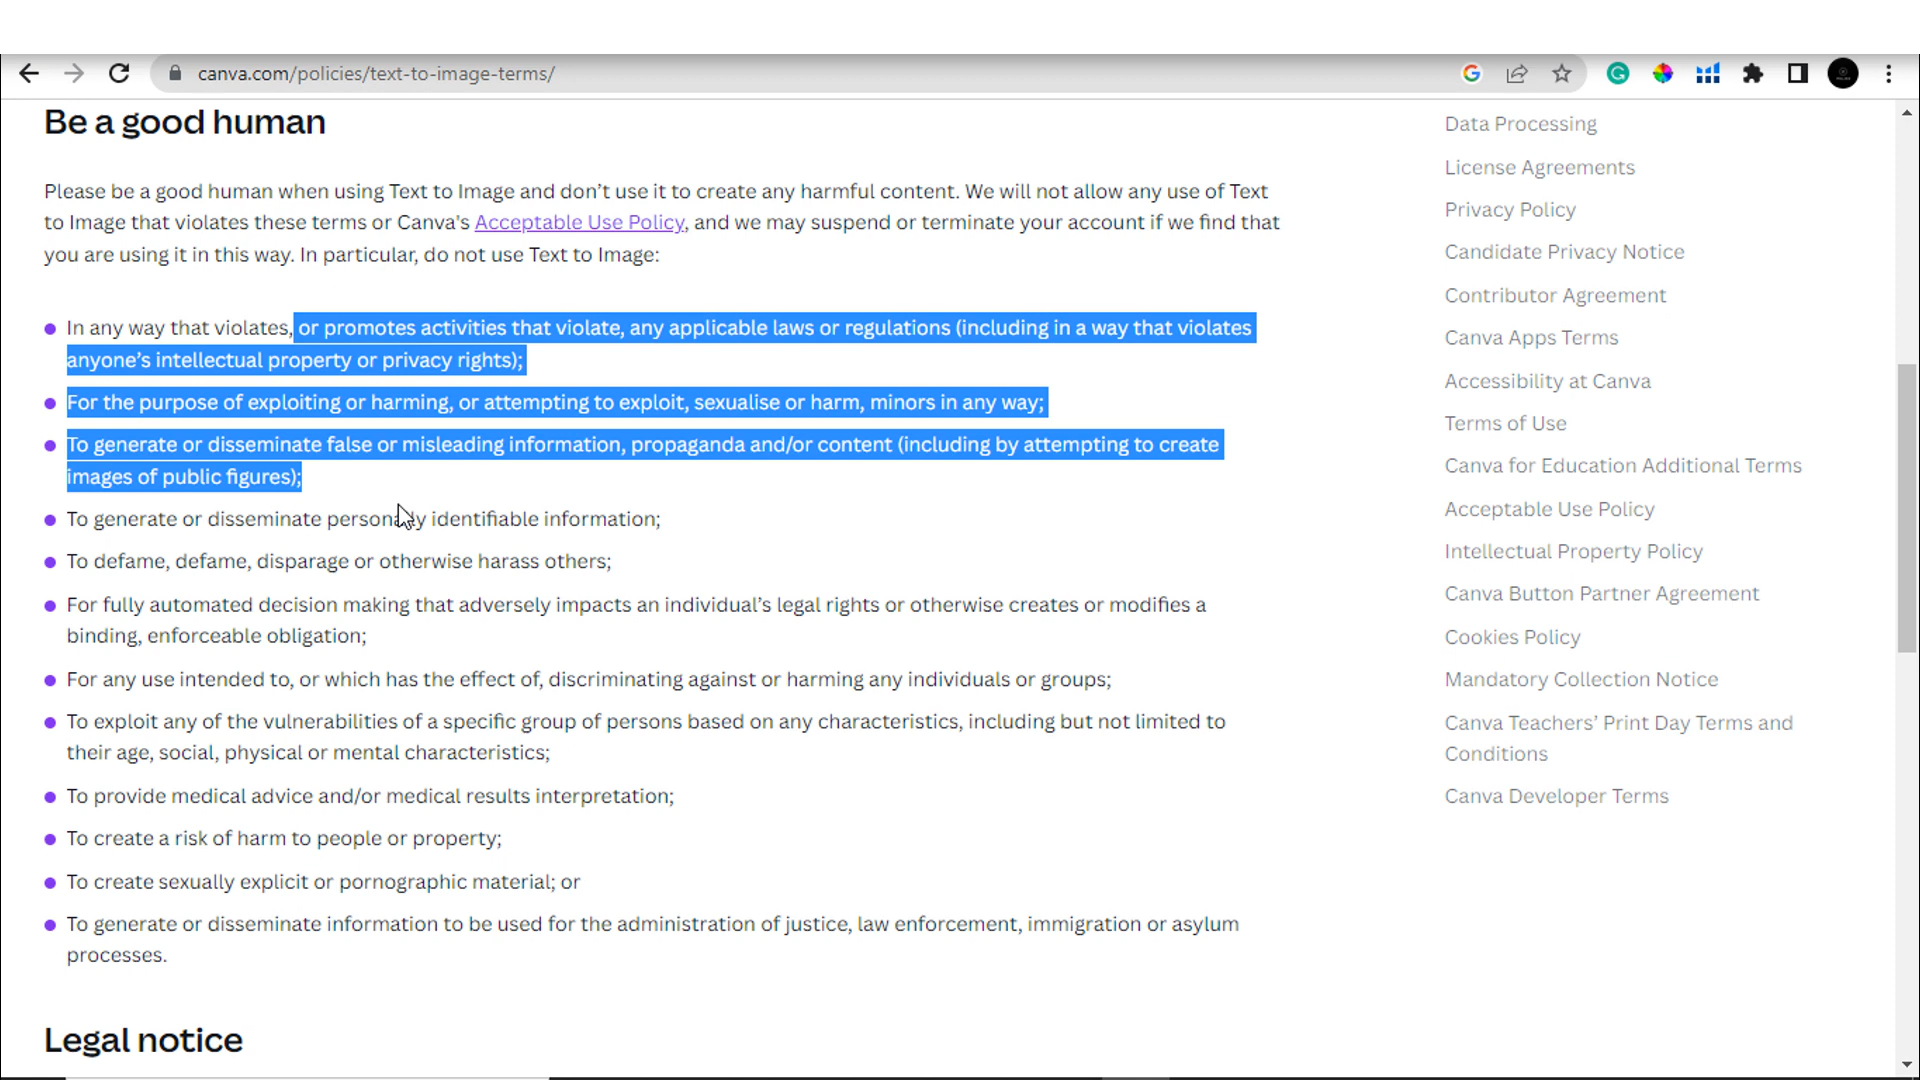 canva.com/policies/text-to-image-terms/
Be a good human
Please be a good human when using Text to Image and don't use it to create any harmful content. We will not allow any use of Text
to Image that violates these terms or Canva's Acceptable Use Policy, and we may suspend or terminate your account if we find that
you are using it in this way. In particular, do not use Text to Image:
In any way that violates, or promotes activities that violate, any applicable laws or regulations (including in a way that violates
anyone's intellectual property or privacy rights);
For the purpose of exploiting or harming, or attempting to exploit, sexualise or harm, minors in any way;
To generate or disseminate false or misleading information, propaganda and/or content (including by attempting to create
images of public figures);
To generate or disseminate personally identifiable information;
To defame, defame, disparage or otherwise harass others;
For fully automated decision making that adversely impacts an individual's legal rights or otherwise creates or modifies a
binding, enforceable obligation;
For any use intended to, or which has the effect of, discriminating against or harming any individuals or groups;
To exploit any of the vulnerabilities of a specific group of persons based on any characteristics, including but not limited to
their age, social, physical or mental characteristics;
To provide medical advice and/or medical results interpretation;
To create a risk of harm to people or property;
To create sexually explicit or pornographic material; or
To generate or disseminate information to be used for the administration of justice, law enforcement, immigration or asylum
processes.
Legal notice
Data Processing
License Agreements
Privacy Policy
Candidate Privacy Notice
Contributor Agreement
Canva Apps Terms
Accessibility at Canva
Terms of Use
Canva for Education Additional Terms
Acceptable Use Policy
Intellectual Property Policy
Canva Button Partner Agreement
Cookies Policy
Mandatory Collection Notice
Canva Teachers' Print Day Terms and
Conditions
Canva Developer Terms